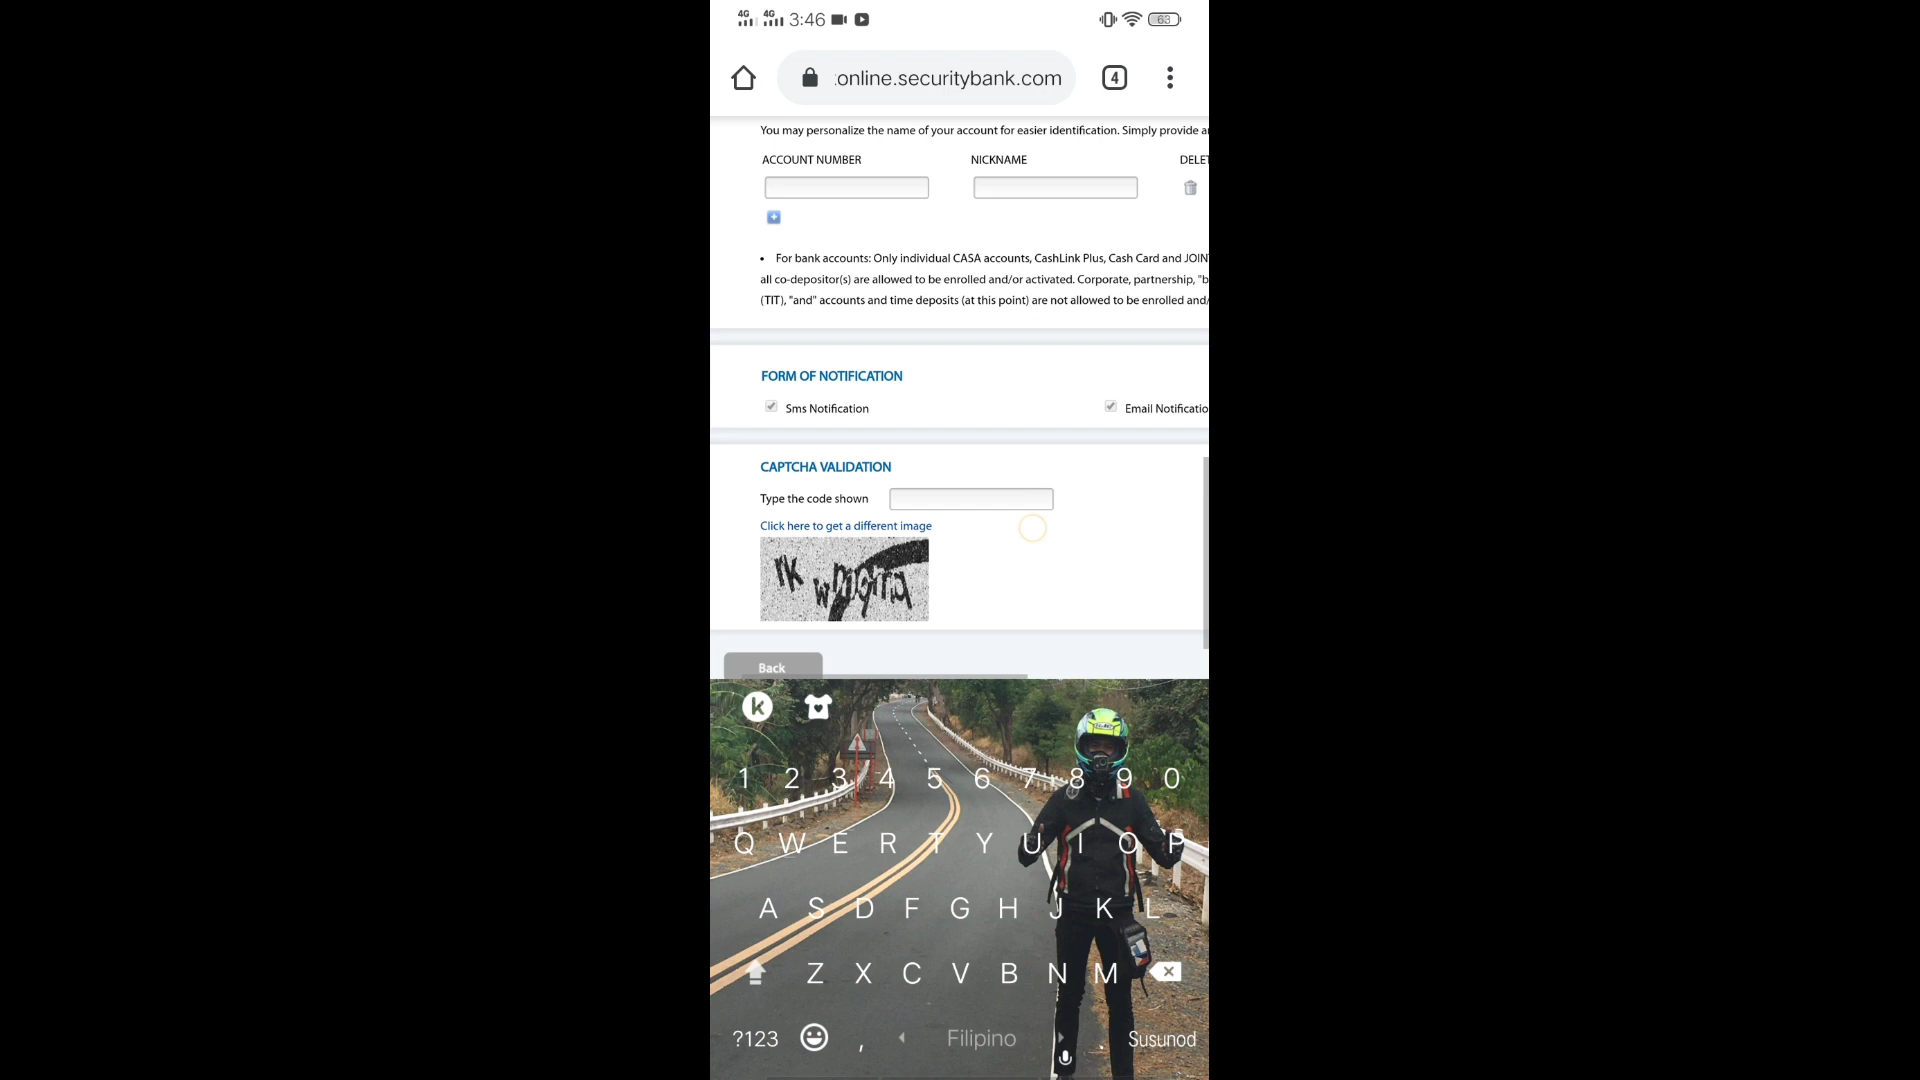 4G 4G 3:46 63
:online.securitybank.com 4
You may personalize the name of your account for easier identification. Simply provide a
ACCOUNT NUMBER NICKNAME DELET
For bank accounts: Only individual CASA accounts, CashLink Plus, Cash Card and JOIN
all co-depositor(s) are allowed to be enrolled and/or activated. Corporate, partnership, "b
(TIT), "and" accounts and time deposits (at this point) are not allowed to be enrolled and/
FORM OF NOTIFICATION
Sms Notification Email Notificatio
CAPTCHA VALIDATION
Type the code shown
Click here to get a different image
Back
k
1 2 3 4 5 6 7 8 9 0
Q W E R T Y U I O P
A S D F G H J K L
Z X C V B N M
?123 , Filipino . Susunod